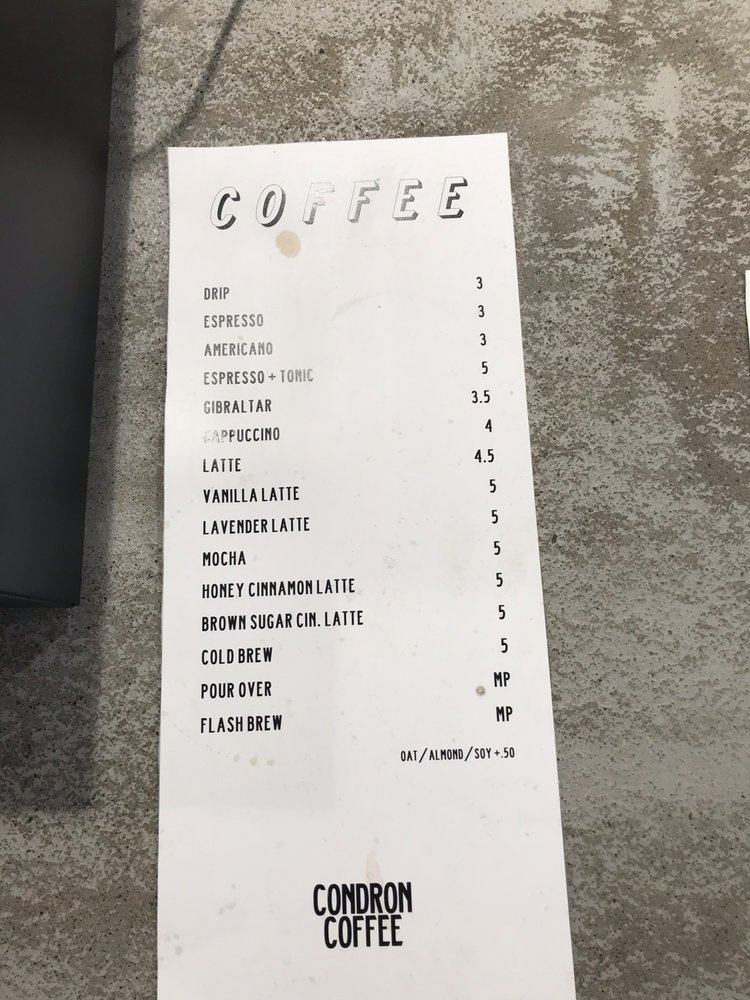 COFFEE
DRIP 3
ESPRESSO 3
AMERICANO 3
ESPRESSO + TONIC 5
GIBRALTAR 3.5
CAPPUCCINO 4
LATTE 4.5
VANILLA LATTE 5
LAVENDER LATTE 5
MOCHA 5
HONEY CINNAMON LATTE 5
BROWN SUGAR CIN. LATTE 5
COLD BREW 5
POUR OVER MP
FLASH BREW MP
OAT/ALMOND/SOY +.50
CONDRON
COFFEE